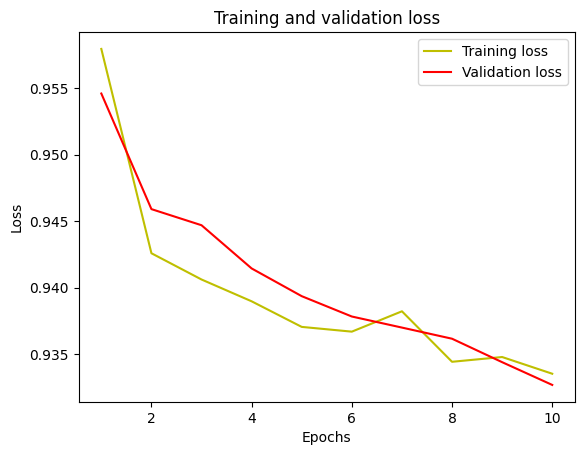 Training and validation loss
Training loss
Validation loss
0.955
0.950
0.945
0.940
0.935
Loss
2
4
6
8
10
Epochs